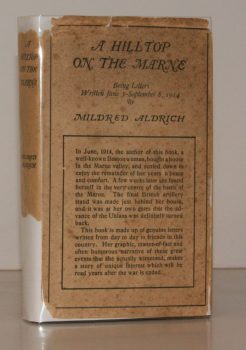 A HILLTOP
ON THE MARNE
Being Letters
Written June 3-September 8, 1914
By
MILDRED ALDRICH
In June, 1914, the author of this book, a
well-known Boston woman, bought a house
in the Marne valley, and settled down to
enjoy the remainder of her years in peace
and comfort. A few weeks later she found
herself in the very centre of the battle of
the Marne. The final British artillery
stand was made just behind her house,
and it was at her own gate that the ad-
vance of the Uhlans was definitely turned
back.
This book is made up of genuine letters
written from day to day to friends in this
country. Her graphic, matter-of-fact and
often humorous narrative of these great
events that she actually witnessed, makes
a story of unique interest which will be
read years after the war is ended.
A
HILLTOP
ON THE
MARNE